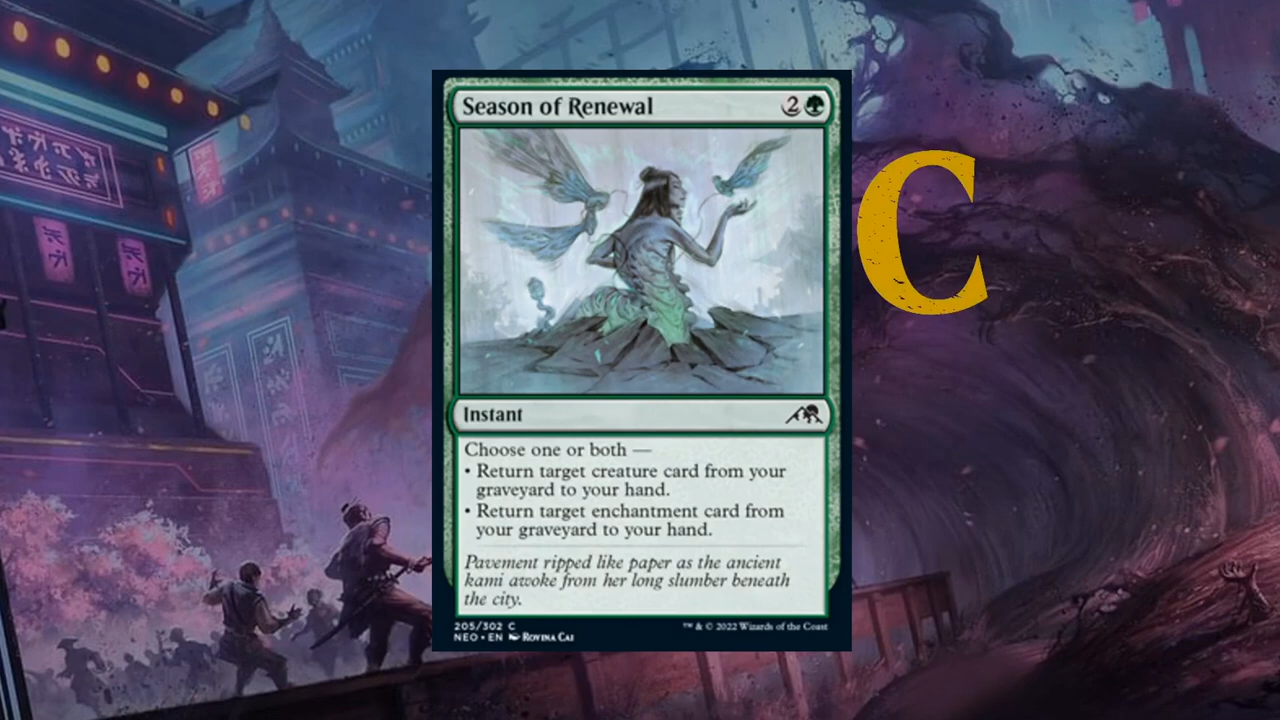 Season of Renewal 2
C
Instant
Choose one or both —
• Return target creature card from your
graveyard to your hand.
• Return target enchantment card from
your graveyard to your hand.
Pavement ripped like paper as the ancient
kami awoke from her long slumber beneath
the city.
205/302 C
NEO • EN ROVINA CAI
™ & © 2022 Wizards of the Coast